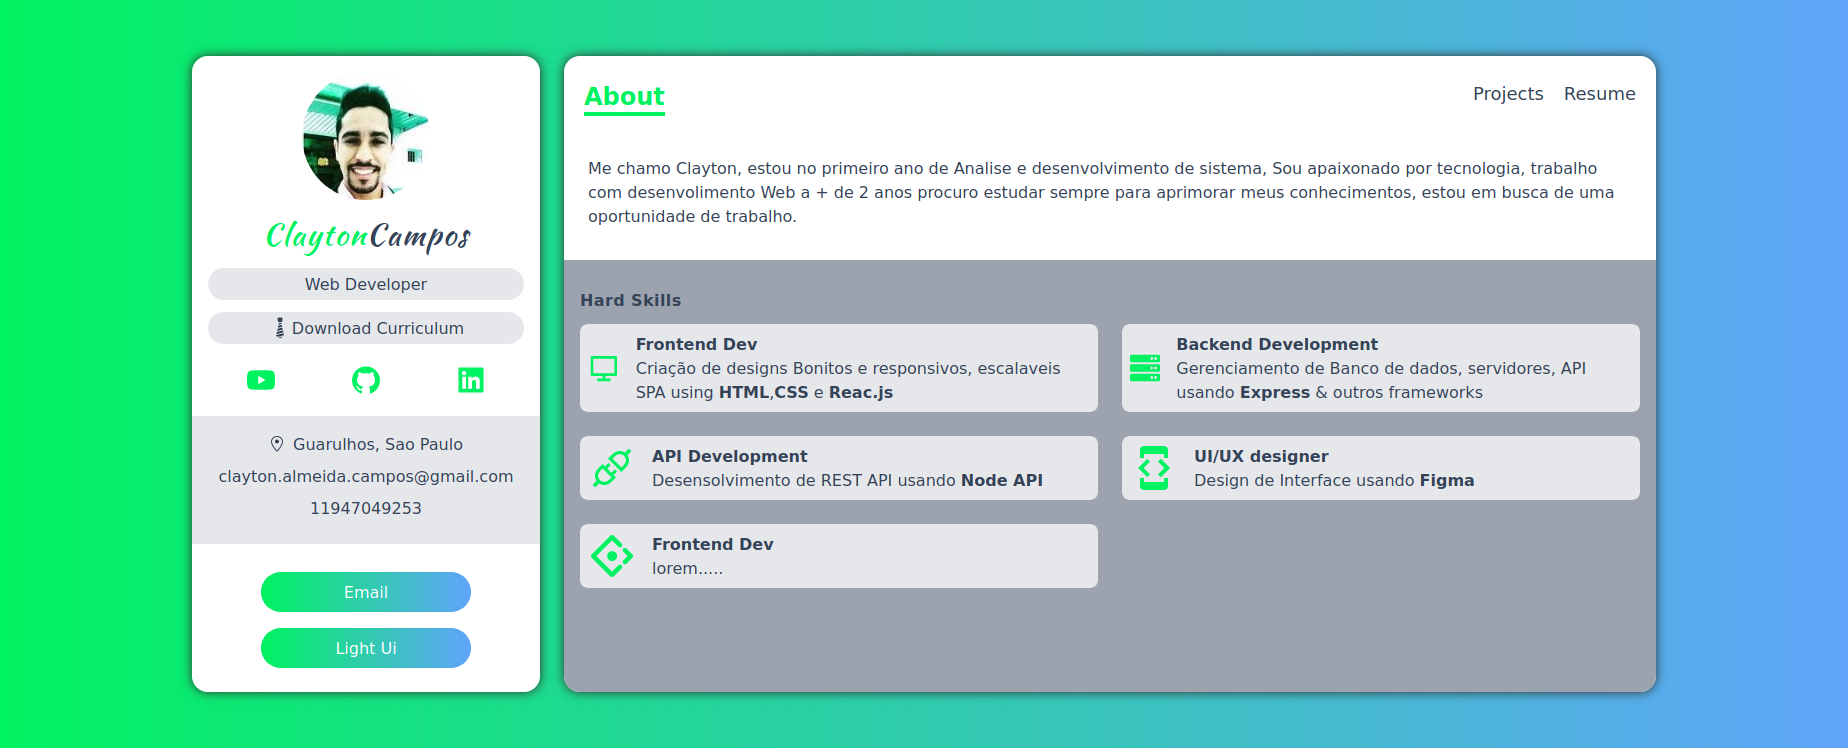 ClaytonCampos
Web Developer
Download Curriculum
Guarulhos, Sao Paulo
clayton.almeida.campos@gmail.com
11947049253
Email
Light Ui
About
Projects
Resume
Me chamo Clayton, estou no primeiro ano de Analise e desenvolvimento de sistema, Sou apaixonado por tecnologia, trabalho
com desenvolimento Web a + de 2 anos procuro estudar sempre para aprimorar meus conhecimentos, estou em busca de uma
oportunidade de trabalho.
Hard Skills
Frontend Dev
Criação de designs Bonitos e responsivos, escalaveis
SPA using HTML,CSS e Reac.js
Backend Development
Gerenciamento de Banco de dados, servidores, API
usando Express & outros frameworks
API Development
Desensolvimento de REST API usando Node API
UI/UX designer
Design de Interface usando Figma
Frontend Dev
lorem.....